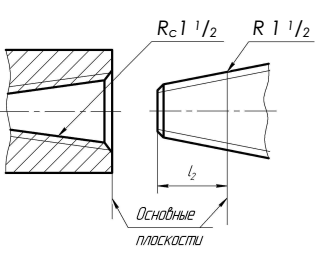 Rc1 1/2
R 1 1/2
l2
Основные
плоскости